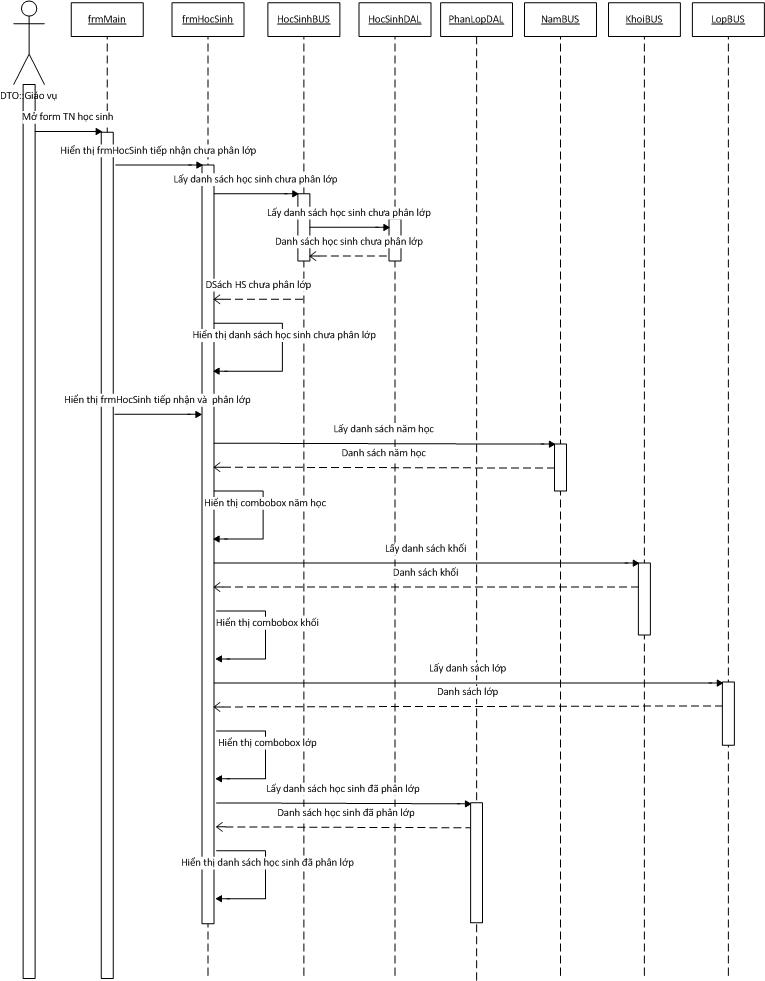 frmMain
frmHocSinh
HocSinhBUS
HocSinhDAL
PhanLopDAL
NamBUS
KhoiBUS
LopBUS
DTO::Giáo vụ
Mở form TN học sinh
Hiển thị frmHocSinh tiếp nhận chưa phân lớp
Lấy danh sách học sinh chưa phân lớp
Lấy danh sách học sinh chưa phân lớp
Danh sách học sinh chưa phân lớp
DSách HS chưa phân lớp
Hiển thị danh sách học sinh chưa phân lớp
Hiển thị frmHocSinh tiếp nhận và phân lớp
Lấy danh sách năm học
Danh sách năm học
Hiển thị combobox năm học
Lấy danh sách khối
Danh sách khối
Hiển thị combobox khối
Lấy danh sách lớp
Danh sách lớp
Hiển thị combobox lớp
Lấy danh sách học sinh đã phân lớp
Danh sách học sinh đã phân lớp
Hiển thị danh sách học sinh đã phân lớp